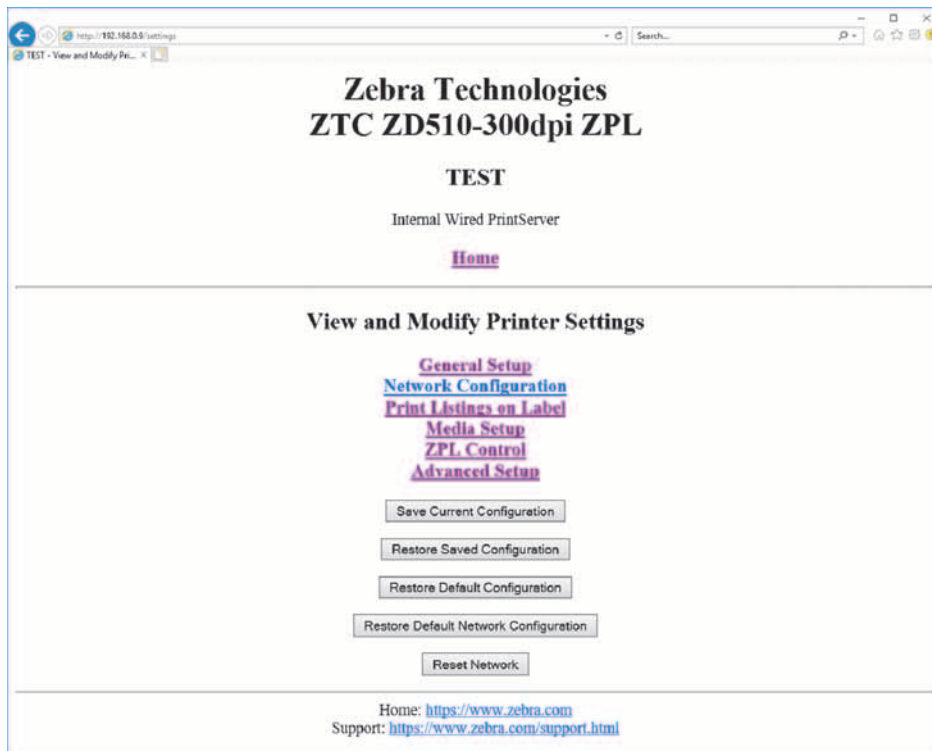 http://192.168.0.9/settings
Search...
TEST - View and Modify Pri...
Zebra Technologies
ZTC ZD510-300dpi ZPL
TEST
Internal Wired PrintServer
Home
View and Modify Printer Settings
General Setup
Network Configuration
Print Listings on Label
Media Setup
ZPL Control
Advanced Setup
Save Current Configuration
Restore Saved Configuration
Restore Default Configuration
Restore Default Network Configuration
Reset Network
Home: https://www.zebra.com
Support: https://www.zebra.com/support.html